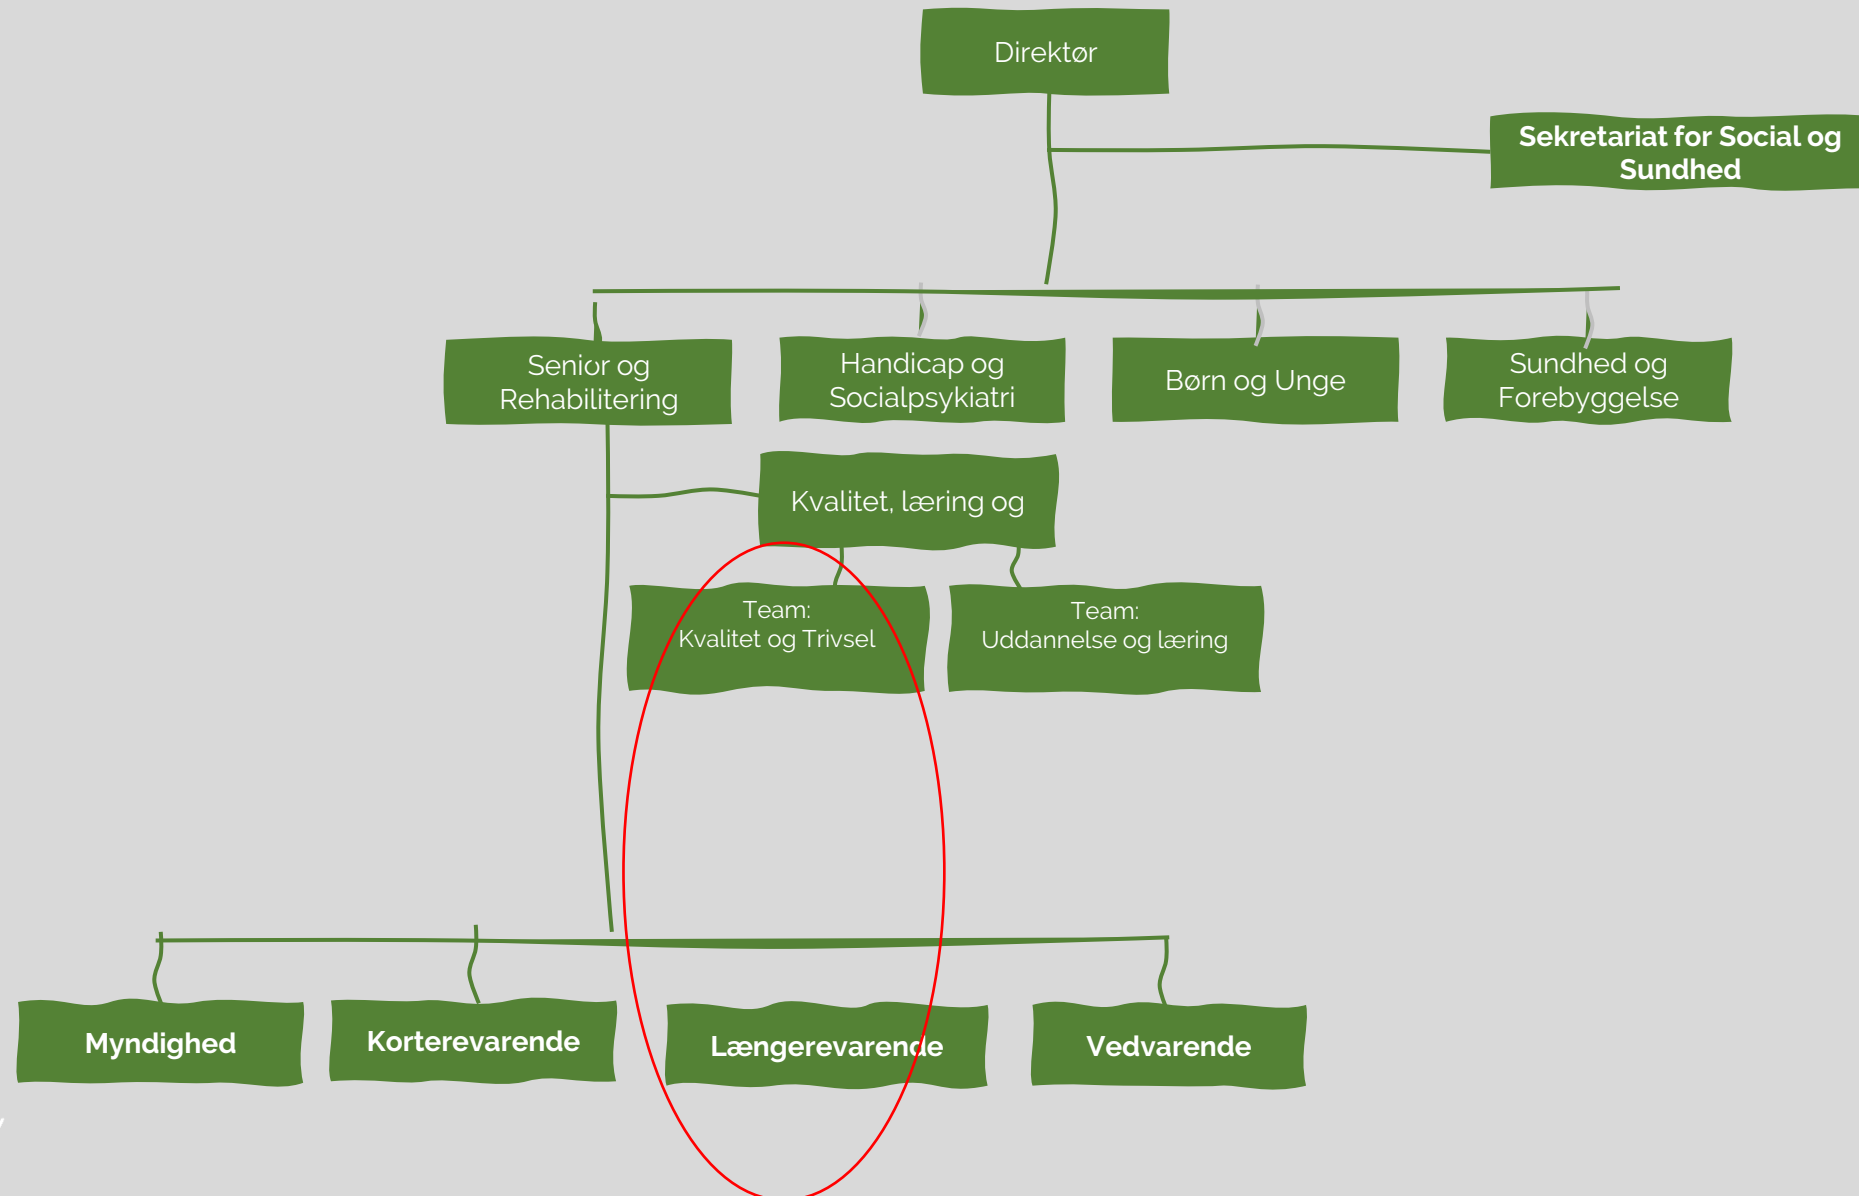 Direktør
Sekretariat for Social og
Sundhed
Senior og
Rehabilitering
Handicap og
Socialpsykiatri
Børn og Unge
Sundhed og
Forebyggelse
Kvalitet, læring og
Team:
Kvalitet og Trivsel
Team:
Uddannelse og læring
Myndighed
Korterevarende
Længerevarende
Vedvarende